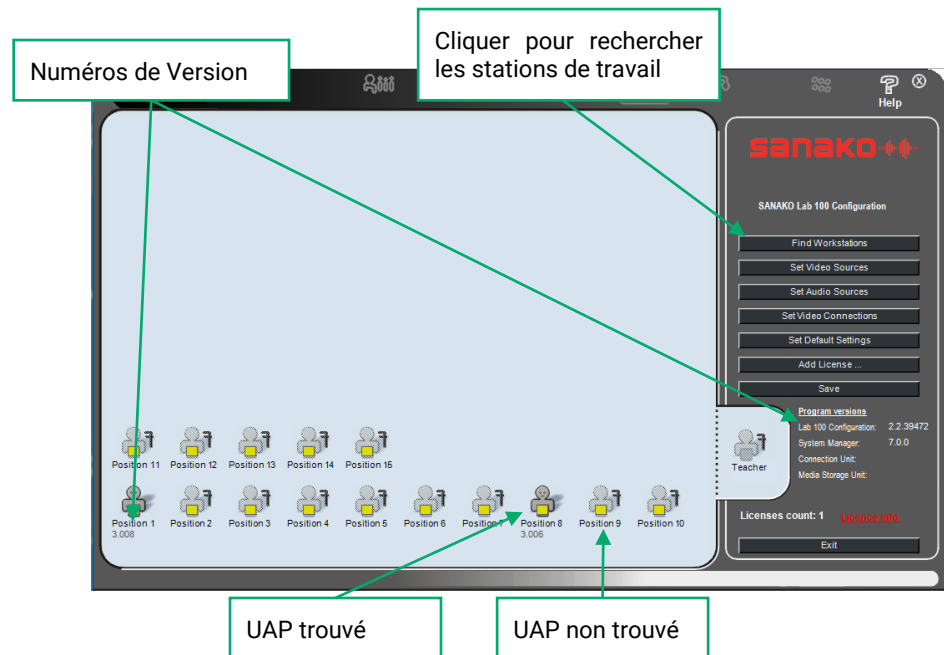 Cliquer pour rechercher
les stations de travail
Numéros de Version
Help
sanako
SANAKO Lab 100 Configuration
Find Workstations
Set Video Sources
Set Audio Sources
Set Video Connections
Set Default Settings
Add License ...
Save
Program versions
Lab 100 Configuration: 2.2.39472
System Manager: 7.0.0
Connection Unit:
Media Storage Unit:
Position 11 Position 12 Position 13 Position 14 Position 15
Teacher
Position 1 Position 2 Position 3 Position 4 Position 5 Position 6 Position 7 Position 8 Position 9 Position 10
3.008 3.006
Licenses count: 1 Licence info
Exit
UAP trouvé UAP non trouvé